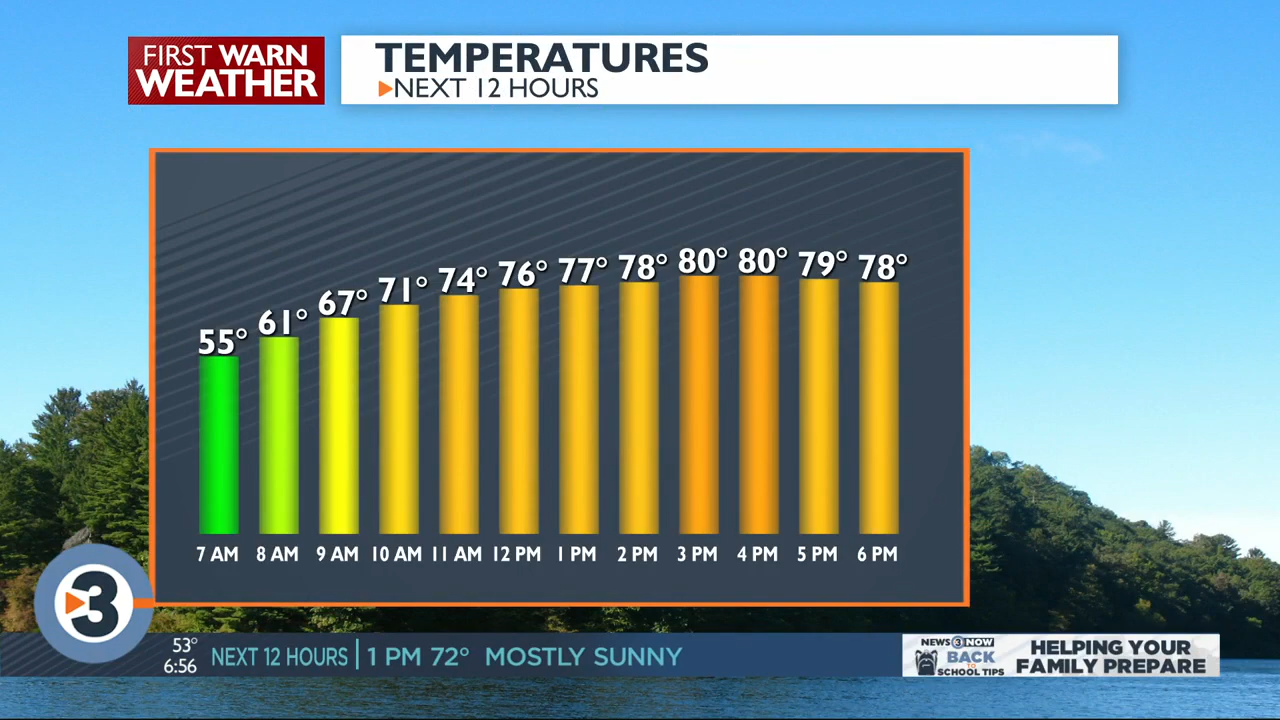 FIRST WARN
WEATHER
TEMPERATURES
NEXT 12 HOURS
55° 61° 67° 71° 74° 76° 77° 78° 80° 80° 79° 78°
7 AM 8 AM 9 AM 10 AM 11 AM 12 PM 1 PM 2 PM 3 PM 4 PM 5 PM 6 PM
3
53°
6:56
NEXT 12 HOURS | 1 PM 72° MOSTLY SUNNY
NEWS 3 NOW
BACK
TO
SCHOOL TIPS
HELPING YOUR
FAMILY PREPARE